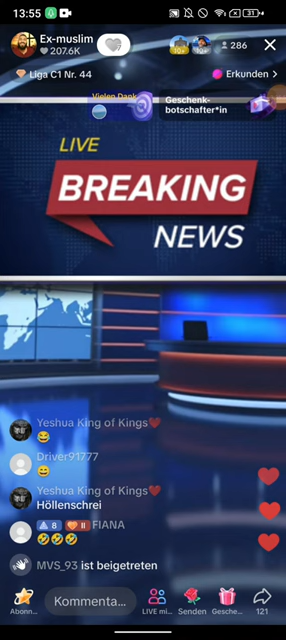 13:55
31
Ex-muslim
207.6K
286
Liga C1 Nr. 44
Erkunden >
Vielen Dank
Geschenk-
botschafter*in
LIVE
BREAKING
NEWS
Yeshua King of Kings❤️
😂
Driver91777
😄
Yeshua King of Kings❤️
Höllenschrei
8 II FIANA
🤣🤣🤣
MVS_93 ist beigetreten
Abonn...
Kommenta...
LIVE mi...
Senden
Gesche...
121